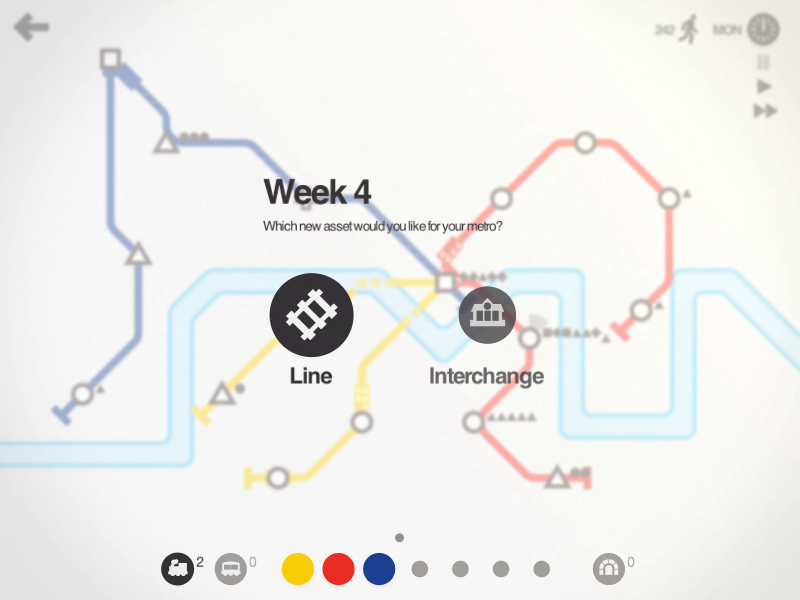 242 MON
Week 4
Which new asset would you like for your metro?
Line Interchange
2 0 0